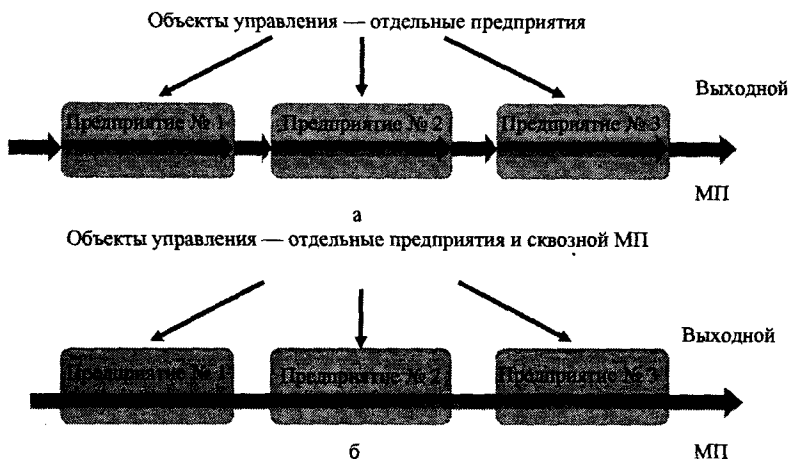 Объекты управления — отдельные предприятия
Выходной
Предприятие № 1
Предприятие № 2
Предприятие № 3
МП
а
Объекты управления — отдельные предприятия и сквозной МП
Выходной
Предприятие № 1
Предприятие № 2
Предприятие № 3
б
МП